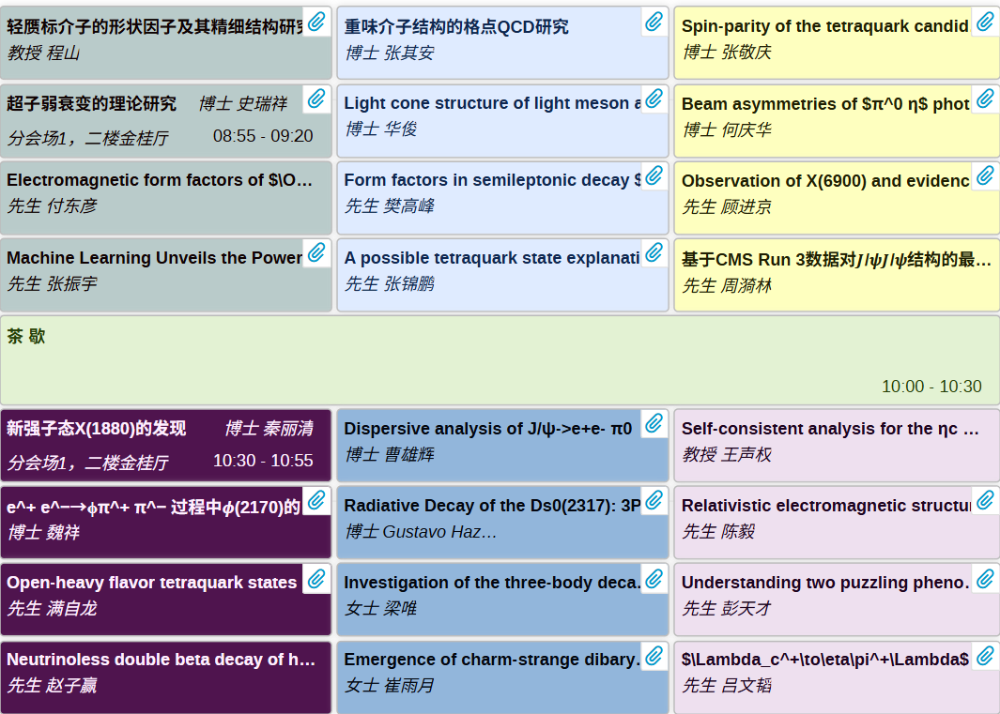 轻赝标介子的形状因子及其精细结构研究
教授 程山
重味介子结构的格点QCD研究
博士 张其安
Spin-parity of the tetraquark candid
博士 张敬庆
超子弱衰变的理论研究 博士 史瑞祥
分会场1，二楼金桂厅 08:55 - 09:20
Light cone structure of light meson a
博士 华俊
Beam asymmetries of $π^0 η$ phot
博士 何庆华
Electromagnetic form factors of $\O…
先生 付东彦
Form factors in semileptonic decay $
先生 樊高峰
Observation of X(6900) and evidenc
先生 顾进京
Machine Learning Unveils the Power
先生 张振宇
A possible tetraquark state explanati
先生 张锦鹏
基于CMS Run 3数据对J/ψJ/ψ结构的最…
先生 周漪林
茶 歇
10:00 - 10:30
新强子态X(1880)的发现 博士 秦丽清
分会场1，二楼金桂厅 10:30 - 10:55
Dispersive analysis of J/ψ->e+e- π0
博士 曹雄辉
Self-consistent analysis for the ηc …
教授 王声权
e^+ e^−→ϕπ^+ π^− 过程中ϕ(2170)的
博士 魏祥
Radiative Decay of the Ds0(2317): 3P
博士 Gustavo Haz…
Relativistic electromagnetic structur
先生 陈毅
Open-heavy flavor tetraquark states
先生 满自龙
Investigation of the three-body deca.
女士 梁唯
Understanding two puzzling pheno.
先生 彭天才
Neutrinoless double beta decay of h…
先生 赵子赢
Emergence of charm-strange dibary.
女士 崔雨月
$\Lambda_c^+\to\eta\pi^+\Lambda$
先生 吕文韬